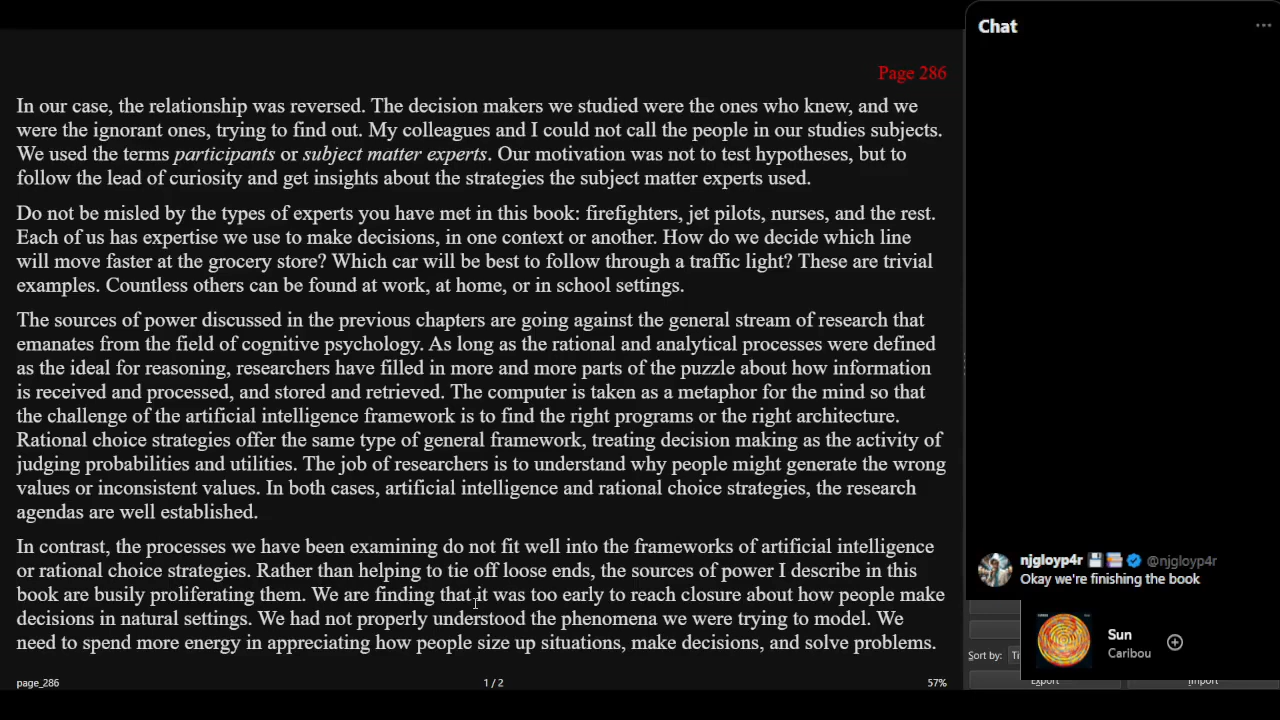 Chat
Page 286
In our case, the relationship was reversed. The decision makers we studied were the ones who knew, and we
were the ignorant ones, trying to find out. My colleagues and I could not call the people in our studies subjects.
We used the terms participants or subject matter experts. Our motivation was not to test hypotheses, but to
follow the lead of curiosity and get insights about the strategies the subject matter experts used.
Do not be misled by the types of experts you have met in this book: firefighters, jet pilots, nurses, and the rest.
Each of us has expertise we use to make decisions, in one context or another. How do we decide which line
will move faster at the grocery store? Which car will be best to follow through a traffic light? These are trivial
examples. Countless others can be found at work, at home, or in school settings.
The sources of power discussed in the previous chapters are going against the general stream of research that
emanates from the field of cognitive psychology. As long as the rational and analytical processes were defined
as the ideal for reasoning, researchers have filled in more and more parts of the puzzle about how information
is received and processed, and stored and retrieved. The computer is taken as a metaphor for the mind so that
the challenge of the artificial intelligence framework is to find the right programs or the right architecture.
Rational choice strategies offer the same type of general framework, treating decision making as the activity of
judging probabilities and utilities. The job of researchers is to understand why people might generate the wrong
values or inconsistent values. In both cases, artificial intelligence and rational choice strategies, the research
agendas are well established.
In contrast, the processes we have been examining do not fit well into the frameworks of artificial intelligence
or rational choice strategies. Rather than helping to tie off loose ends, the sources of power I describe in this
book are busily proliferating them. We are finding that it was too early to reach closure about how people make
decisions in natural settings. We had not properly understood the phenomena we were trying to model. We
need to spend more energy in appreciating how people size up situations, make decisions, and solve problems.
page_286
1 / 2
57%
njgloyp4r @njgloyp4r
Okay we're finishing the book
Sun
Caribou
Sort by: Ti
Export
Import